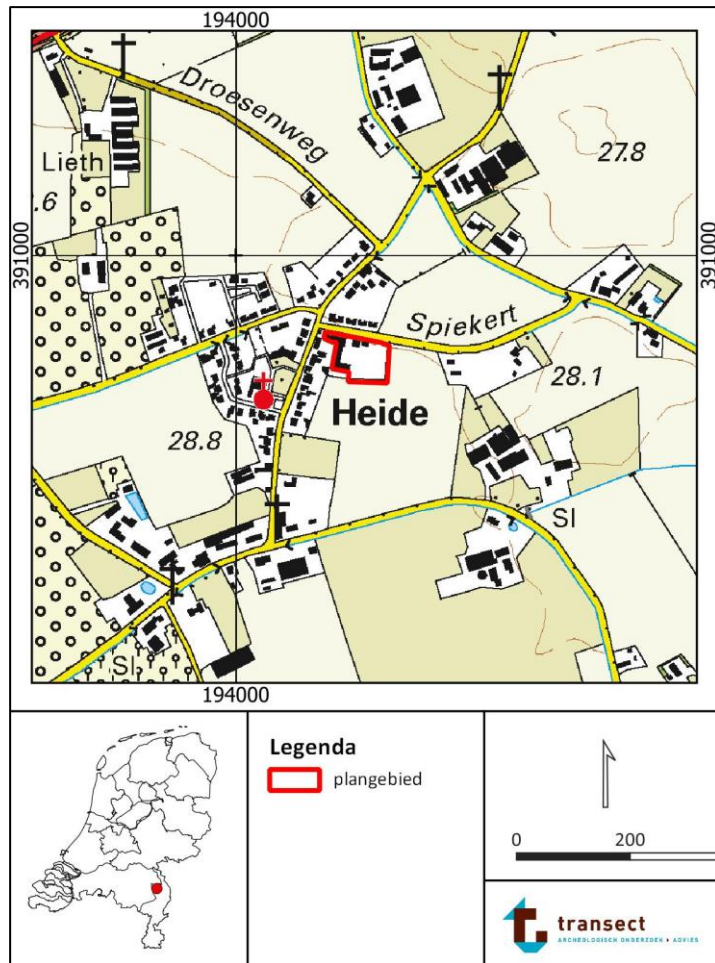 194000
Droesenweg
Lieth
27.8
.6
391000
391000
Spiekert
Heide
28.1
28.8
Sl
Sl
194000
Legenda
plangebied
0
200
transect
ARCHEOLOGISCH ONDERZOEK & ADVIES